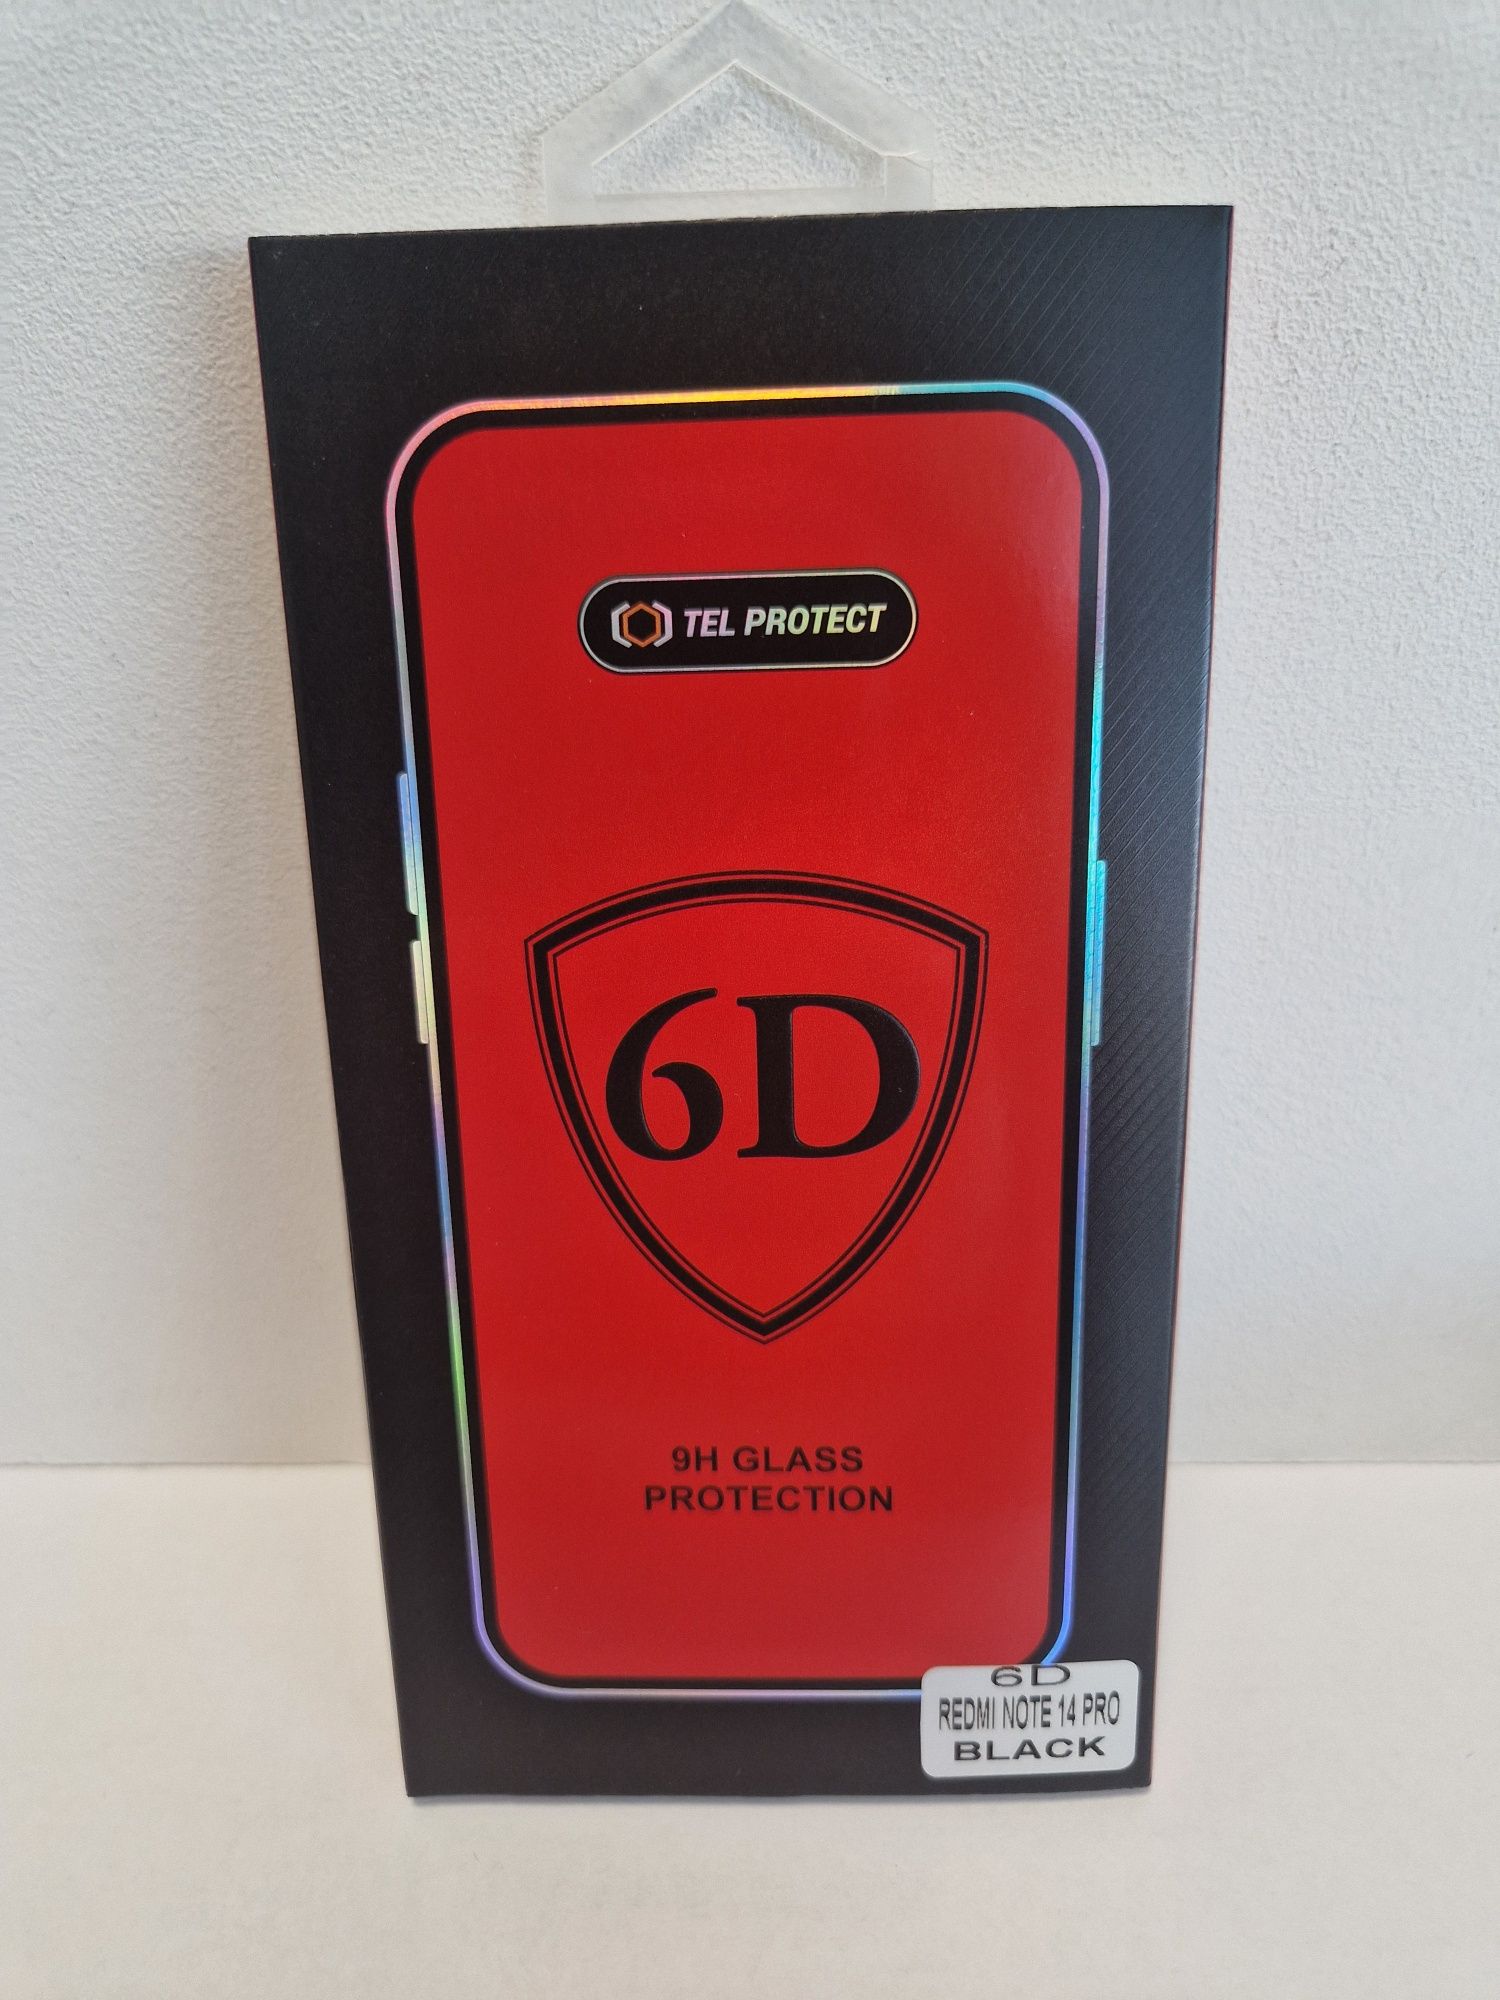 TEL PROTECT
6D
9H GLASS
PROTECTION
6D
REDMI NOTE 14 PRO
BLACK